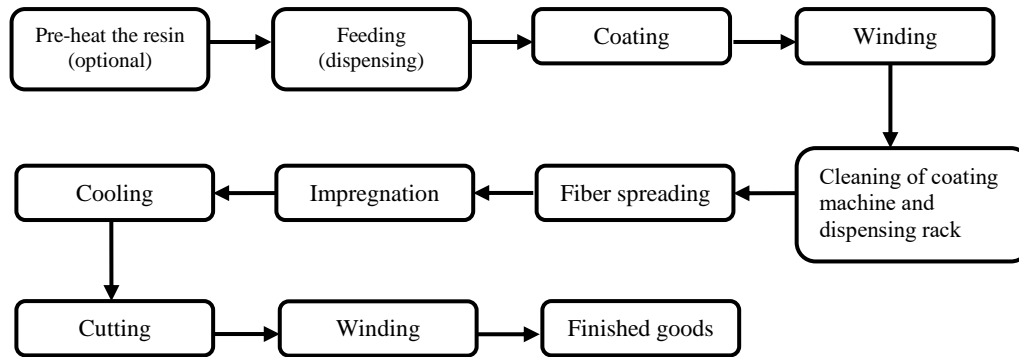 Pre-heat the resin
(optional)
Feeding
(dispensing)
Coating
Winding
Cleaning of coating
machine and
dispensing rack
Fiber spreading
Impregnation
Cooling
Cutting
Winding
Finished goods